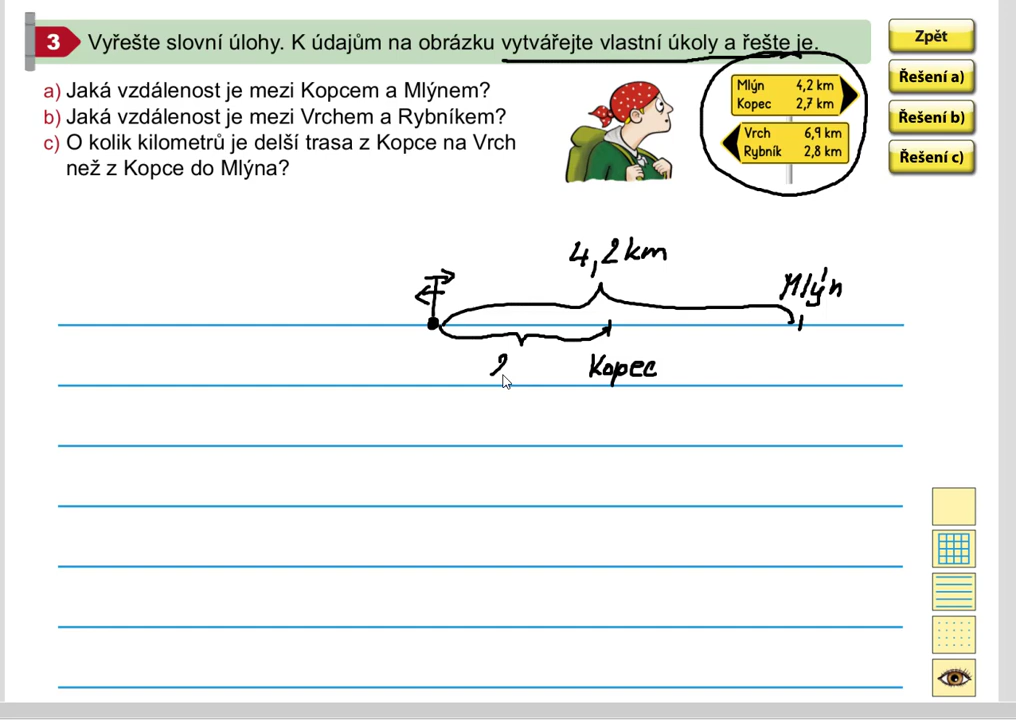 3 Vyřešte slovní úlohy. K údajům na obrázku vytvářejte vlastní úkoly a řešte je.
a) Jaká vzdálenost je mezi Kopcem a Mlýnem?
b) Jaká vzdálenost je mezi Vrchem a Rybníkem?
c) O kolik kilometrů je delší trasa z Kopce na Vrch
než z Kopce do Mlýna?
Mlýn 4,2 km
Kopec 2,7 km
Vrch 6,9 km
Rybník 2,8 km
Zpět
Řešení a)
Řešení b)
Řešení c)
4,2 km
Mlýn
2
Kopec